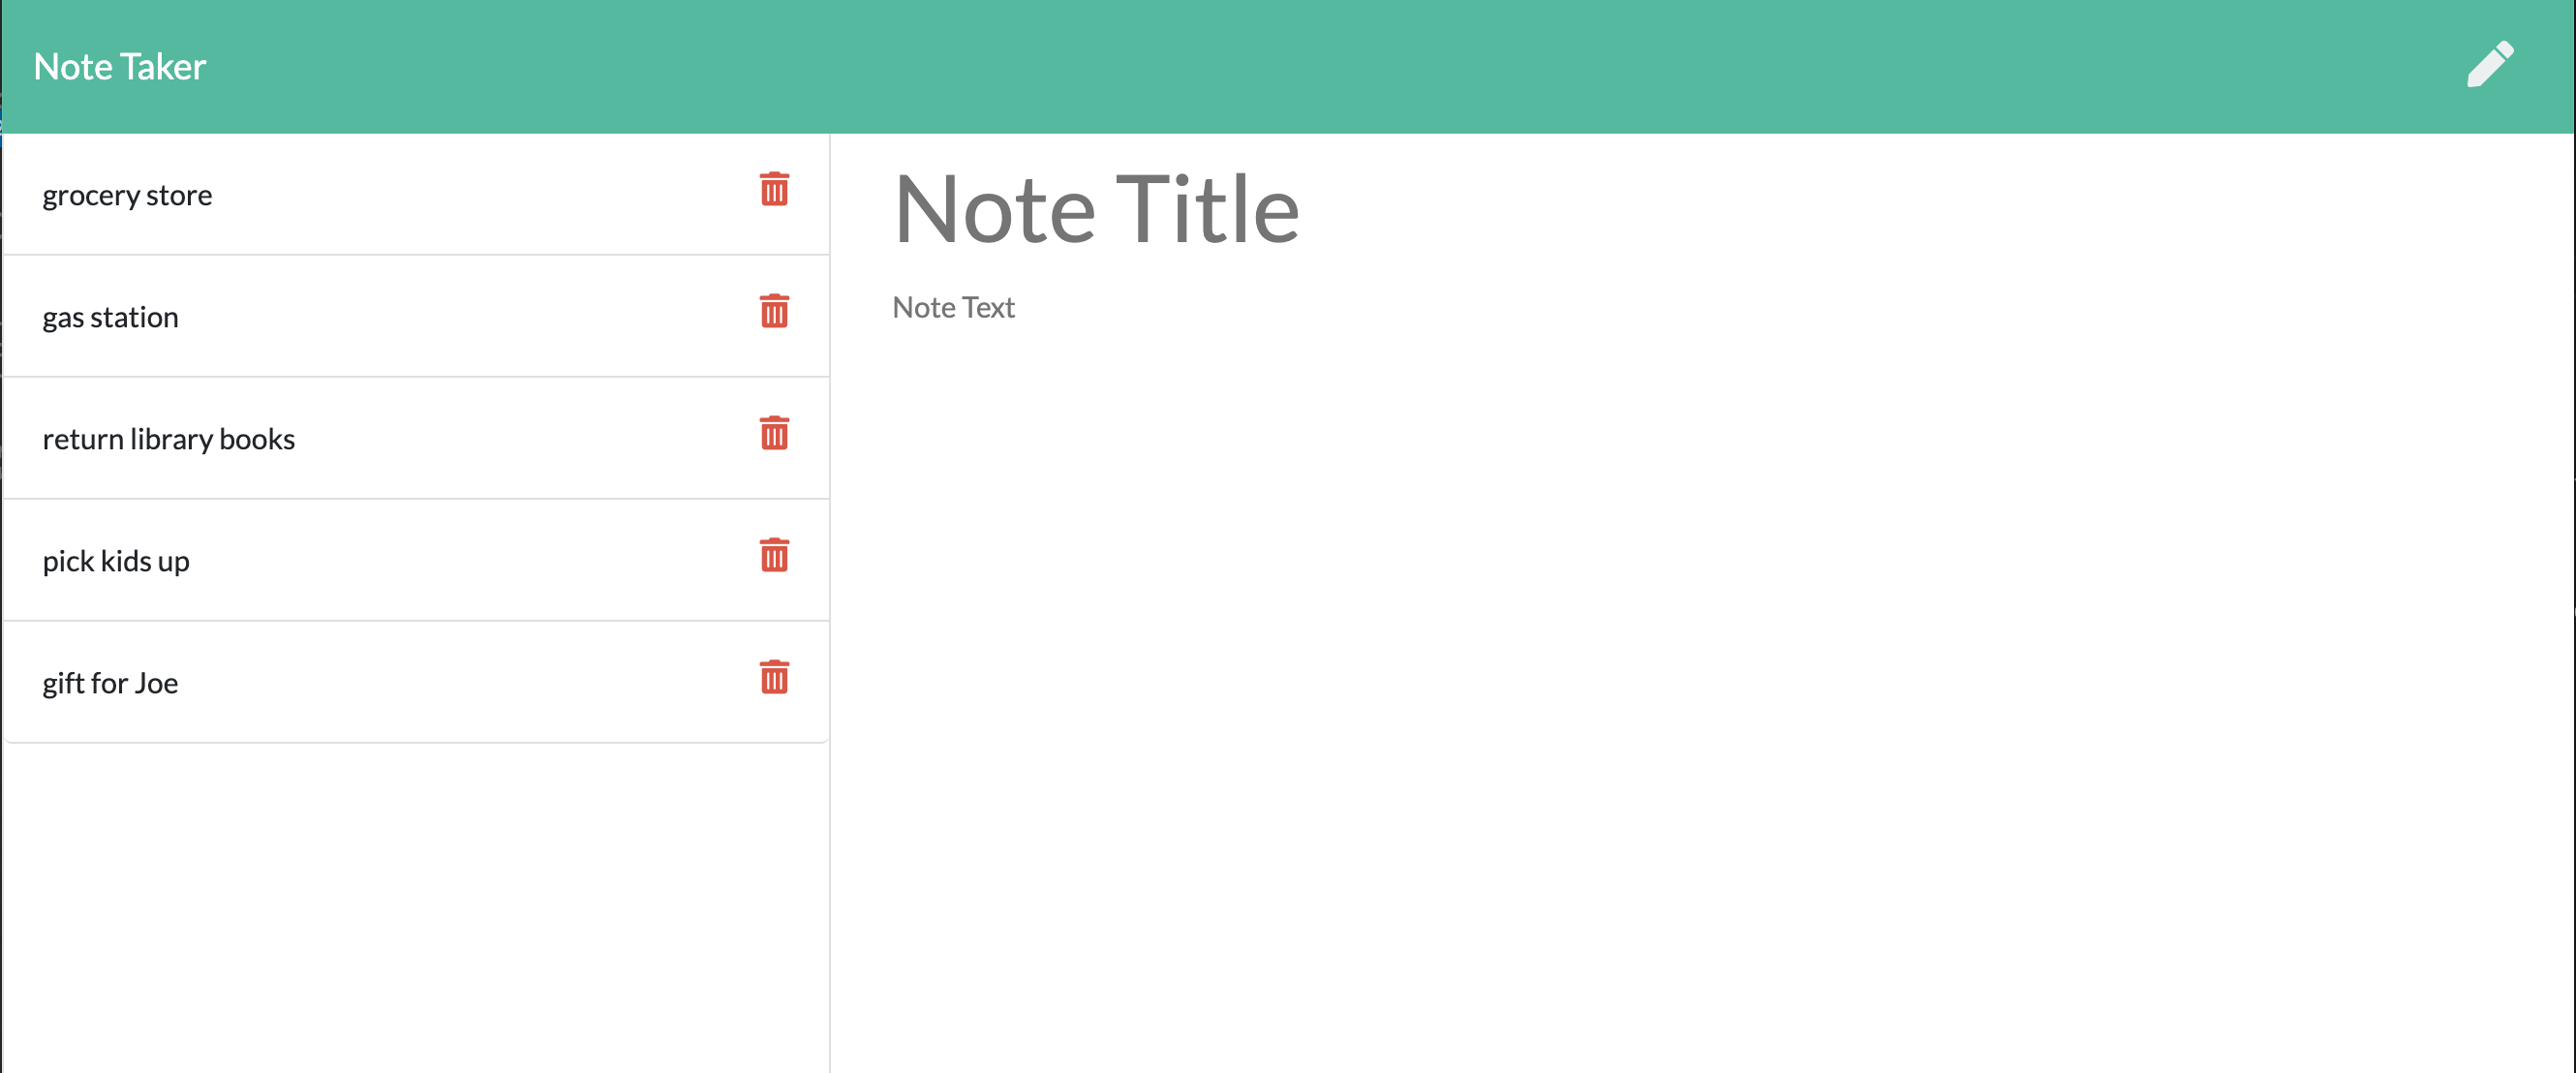 Note Taker
grocery store
gas station
return library books
pick kids up
gift for Joe
Note Title
Note Text